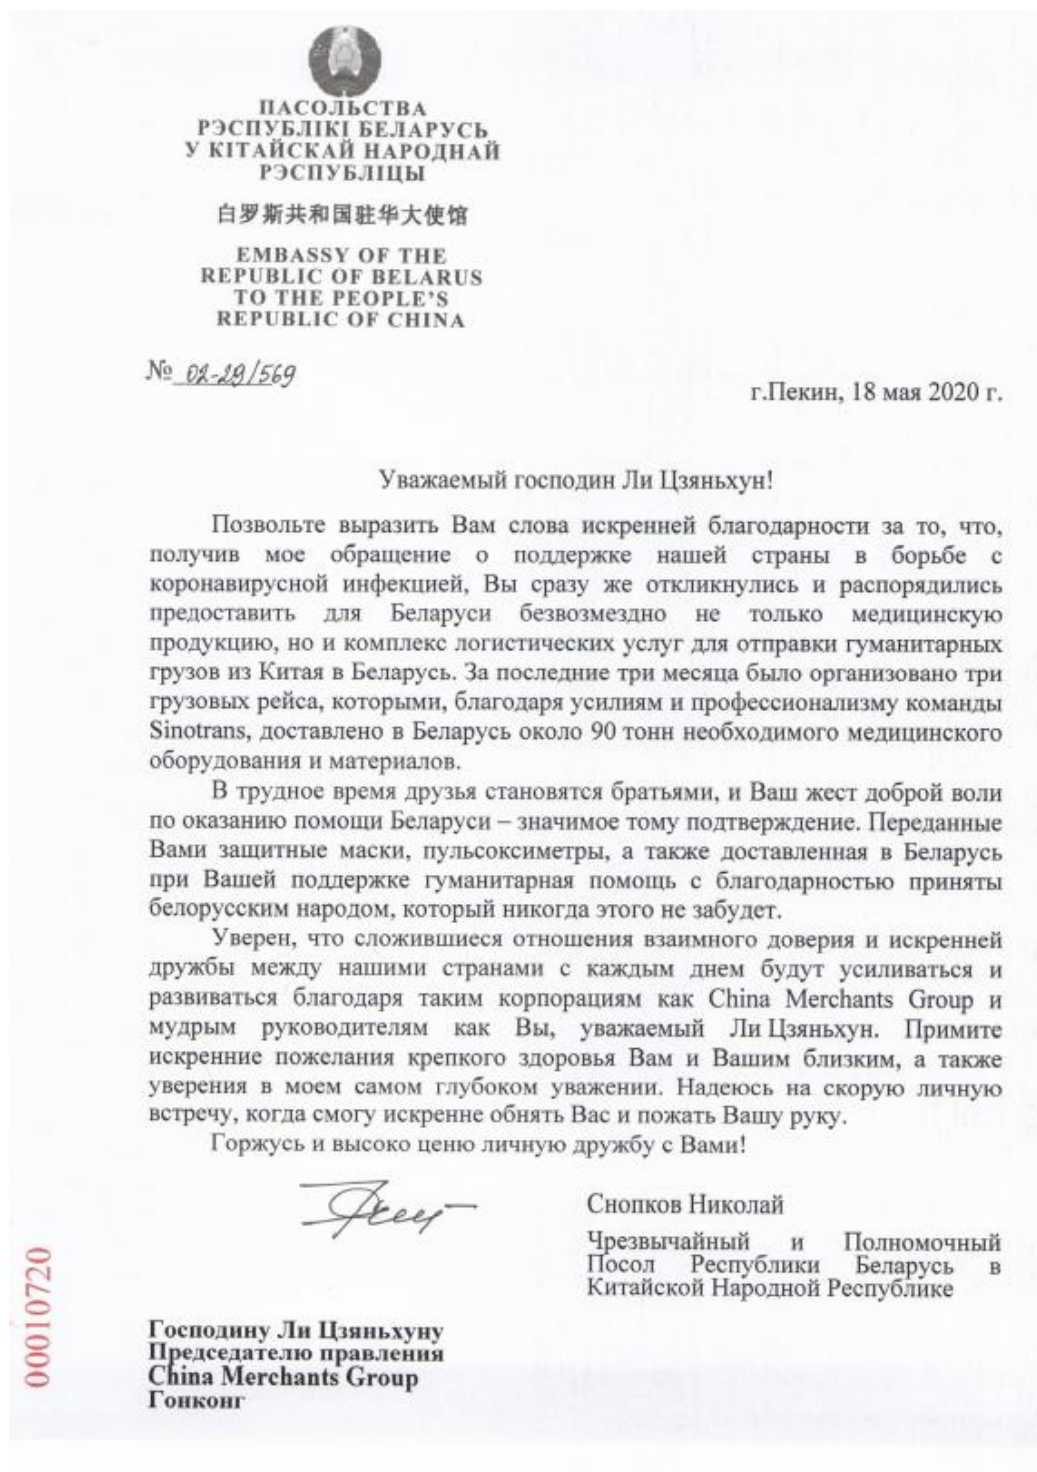 ПАСОЛЬСТВА
РЭСПУБЛІКІ БЕЛАРУСЬ
У КІТАЙСКАЙ НАРОДНАЙ
РЭСПУБЛІЦЫ
白罗斯共和国驻华大使馆
EMBASSY OF THE
REPUBLIC OF BELARUS
TO THE PEOPLE'S
REPUBLIC OF CHINA
№ 02-29/569
г.Пекин, 18 мая 2020 г.
Уважаемый господин Ли Цзяньхун!
Позвольте выразить Вам слова искренней благодарности за то, что,
получив мое обращение о поддержке нашей страны в борьбе с
коронавирусной инфекцией, Вы сразу же откликнулись и распорядились
предоставить для Беларуси безвозмездно не только медицинскую
продукцию, но и комплекс логистических услуг для отправки гуманитарных
грузов из Китая в Беларусь. За последние три месяца было организовано три
грузовых рейса, которыми, благодаря усилиям и профессионализму команды
Sinotrans, доставлено в Беларусь около 90 тонн необходимого медицинского
оборудования и материалов.
В трудное время друзья становятся братьями, и Ваш жест доброй воли
по оказанию помощи Беларуси – значимое тому подтверждение. Переданные
Вами защитные маски, пульсоксиметры, а также доставленная в Беларусь
при Вашей поддержке гуманитарная помощь с благодарностью приняты
белорусским народом, который никогда этого не забудет.
Уверен, что сложившиеся отношения взаимного доверия и искренней
дружбы между нашими странами с каждым днем будут усиливаться и
развиваться благодаря таким корпорациям как China Merchants Group и
мудрым руководителям как Вы, уважаемый Ли Цзяньхун. Примите
искренние пожелания крепкого здоровья Вам и Вашим близким, а также
уверения в моем самом глубоком уважении. Надеюсь на скорую личную
встречу, когда смогу искренне обнять Вас и пожать Вашу руку.
Горжусь и высоко ценю личную дружбу с Вами!
Снопков Николай
Чрезвычайный и Полномочный
Посол Республики Беларусь в
Китайской Народной Республике
Господину Ли Цзяньхуну
Председателю правления
China Merchants Group
Гонконг
00010720